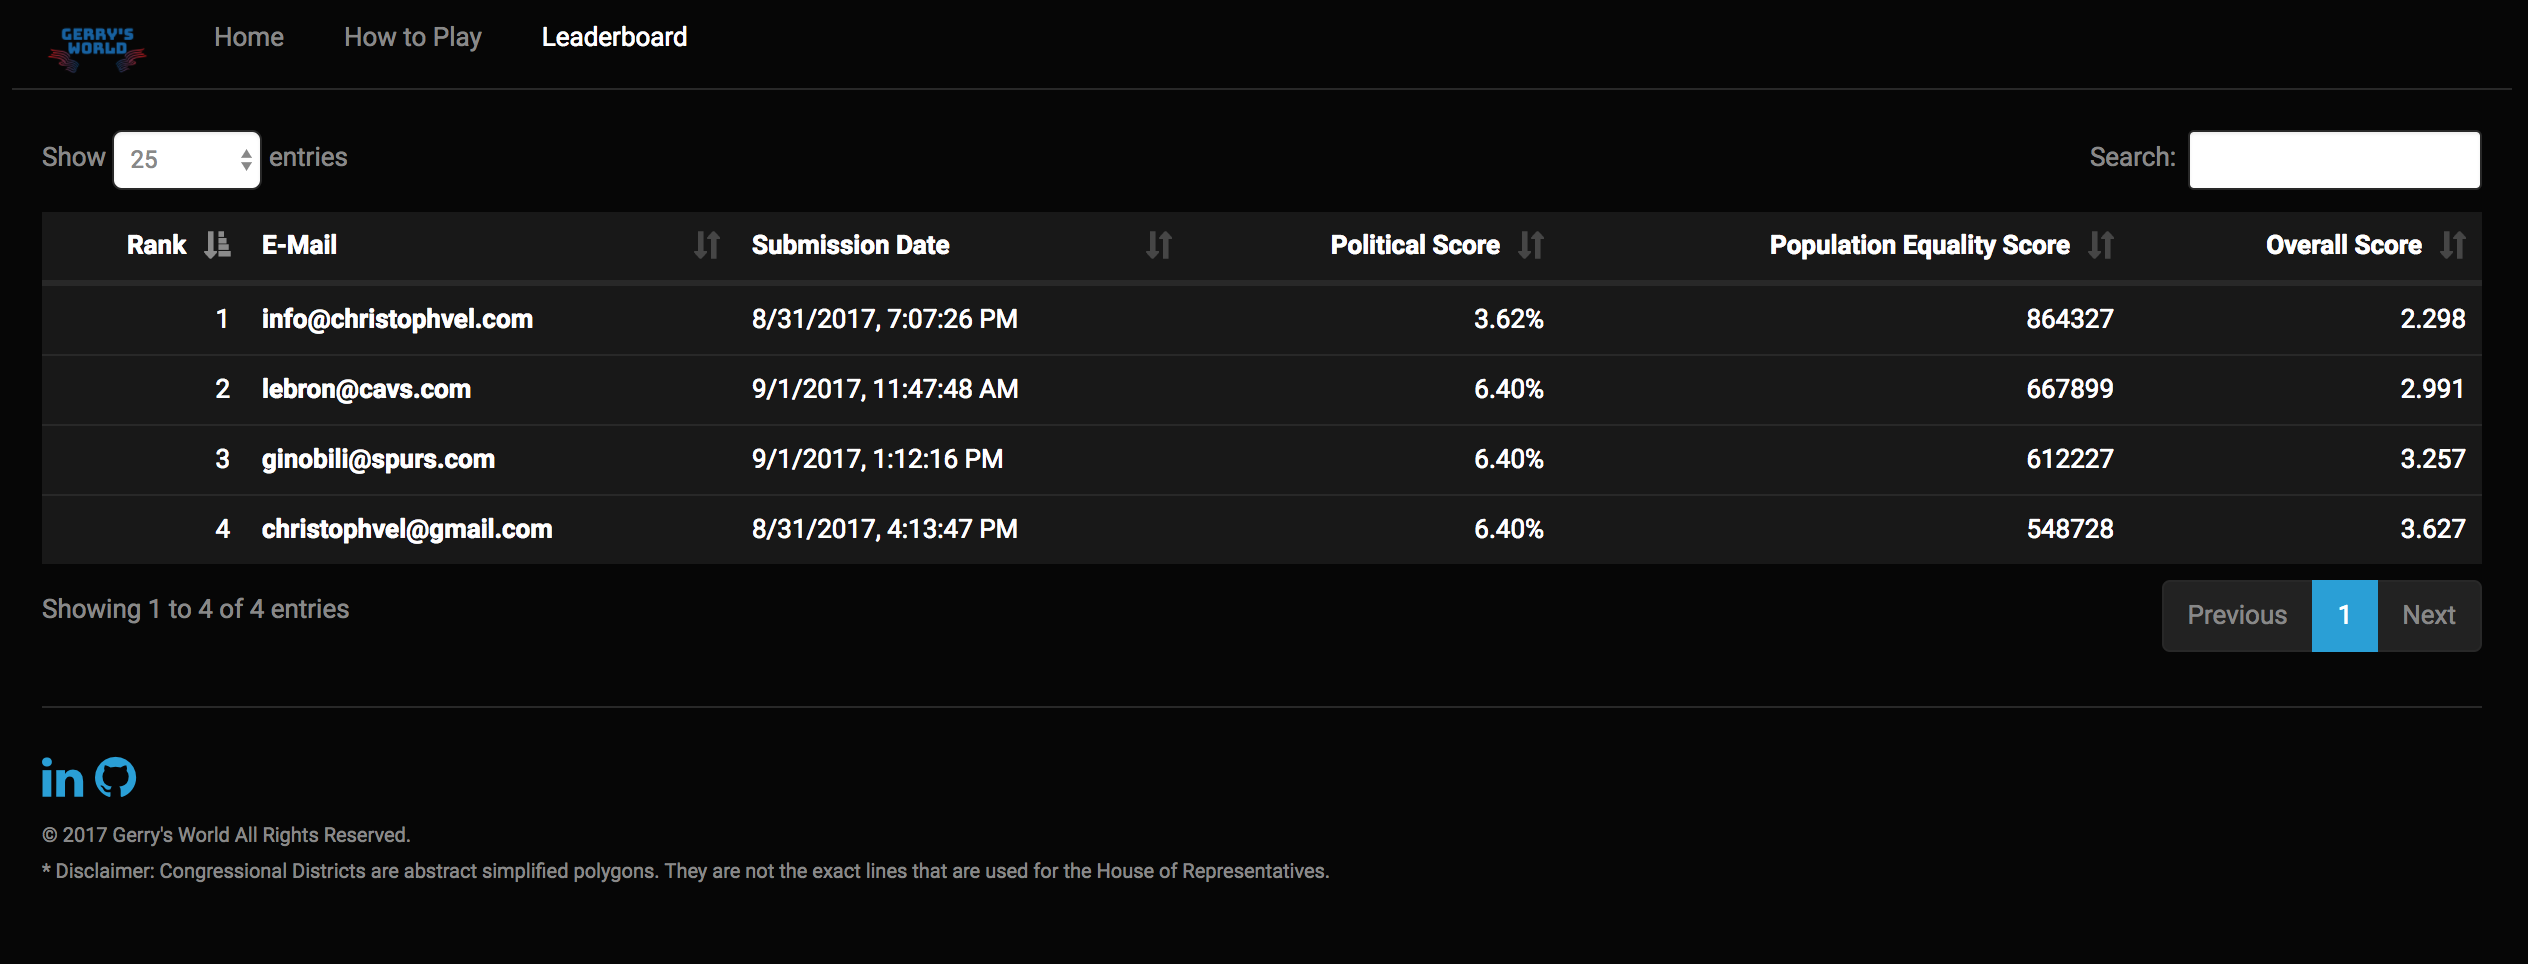 GERRY'S
WORLD
Home How to Play Leaderboard
Show 25 entries Search:
Rank E-Mail Submission Date Political Score Population Equality Score Overall Score
1 info@christophvel.com 8/31/2017, 7:07:26 PM 3.62% 864327 2.298
2 lebron@cavs.com 9/1/2017, 11:47:48 AM 6.40% 667899 2.991
3 ginobili@spurs.com 9/1/2017, 1:12:16 PM 6.40% 612227 3.257
4 christophvel@gmail.com 8/31/2017, 4:13:47 PM 6.40% 548728 3.627
Showing 1 to 4 of 4 entries Previous 1 Next
in
© 2017 Gerry's World All Rights Reserved.
* Disclaimer: Congressional Districts are abstract simplified polygons. They are not the exact lines that are used for the House of Representatives.